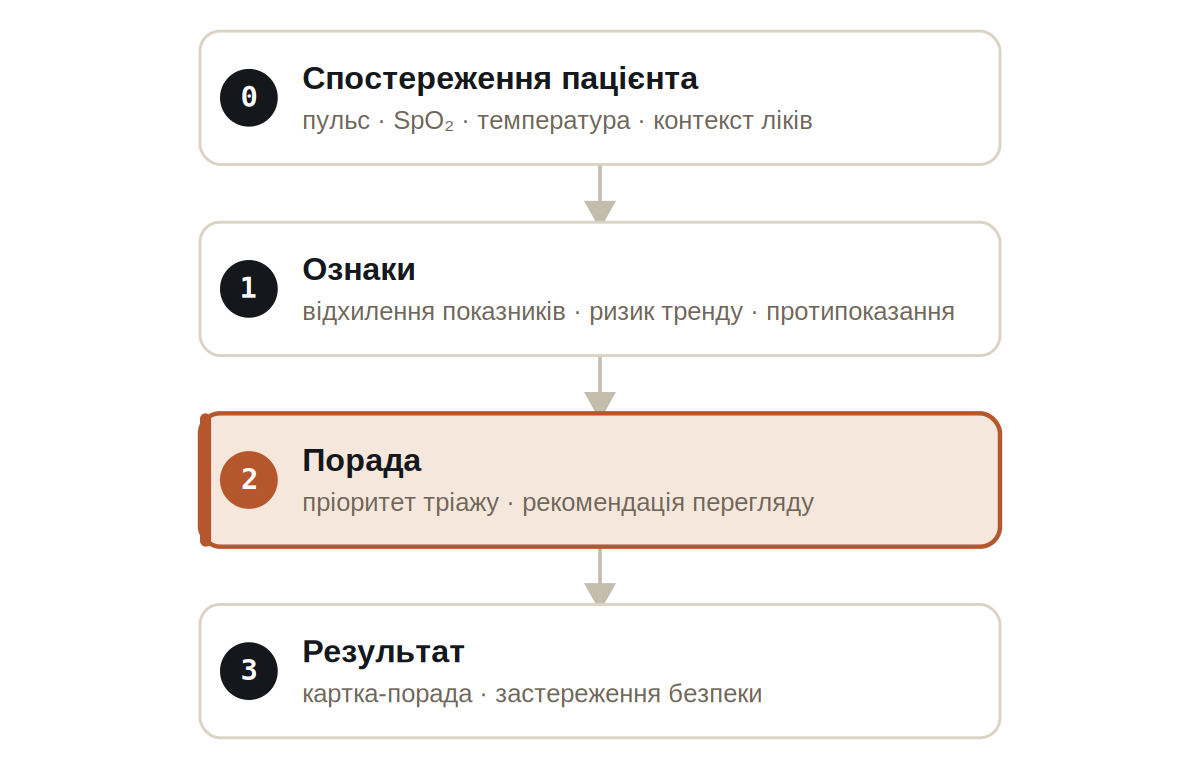 0
Спостереження пацієнта
пульс · SpO₂ · температура · контекст ліків
1
Ознаки
відхилення показників · ризик тренду · протипоказання
2
Порада
пріоритет тріажу · рекомендація перегляду
3
Результат
картка-порада · застереження безпеки